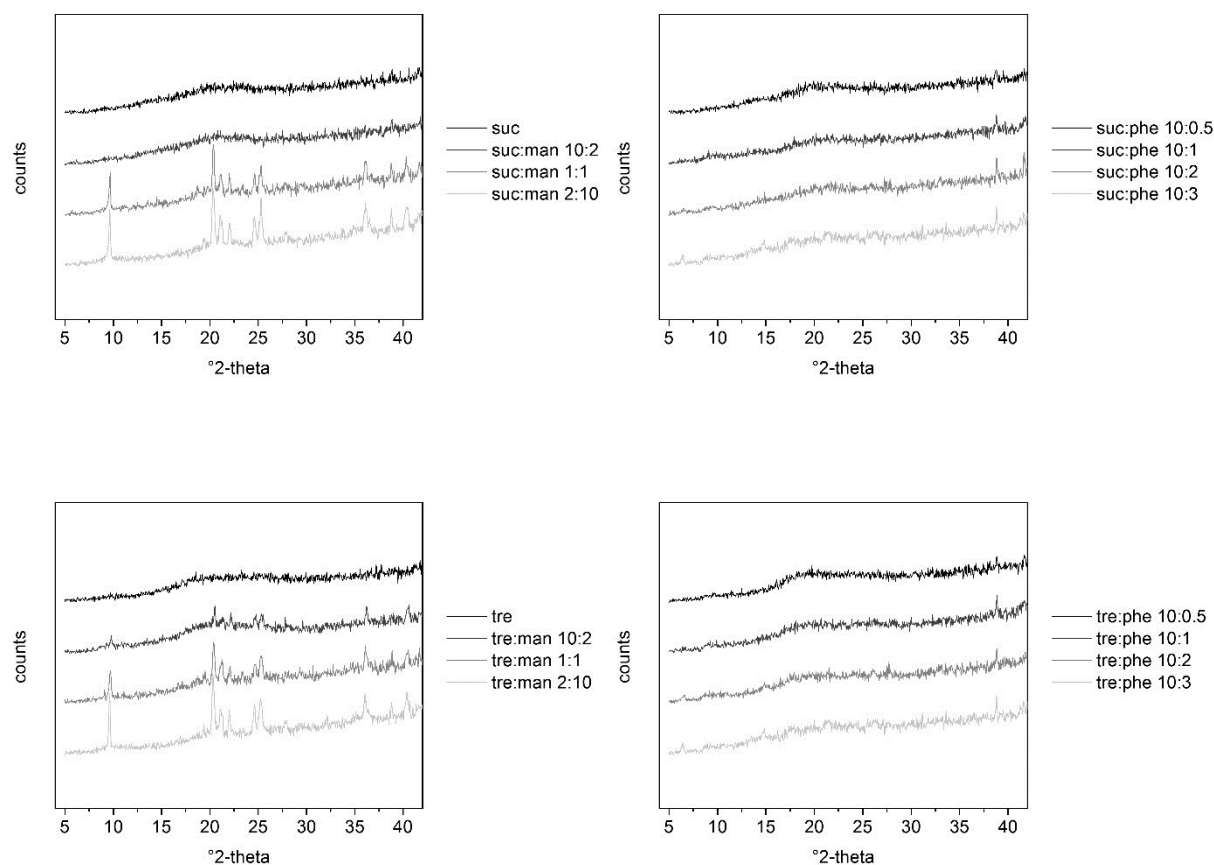 counts
suc
suc:man 10:2
suc:man 1:1
suc:man 2:10
5 10 15 20 25 30 35 40
°2-theta
counts
suc:phe 10:0.5
suc:phe 10:1
suc:phe 10:2
suc:phe 10:3
5 10 15 20 25 30 35 40
°2-theta
counts
tre
tre:man 10:2
tre:man 1:1
tre:man 2:10
5 10 15 20 25 30 35 40
°2-theta
counts
tre:phe 10:0.5
tre:phe 10:1
tre:phe 10:2
tre:phe 10:3
5 10 15 20 25 30 35 40
°2-theta